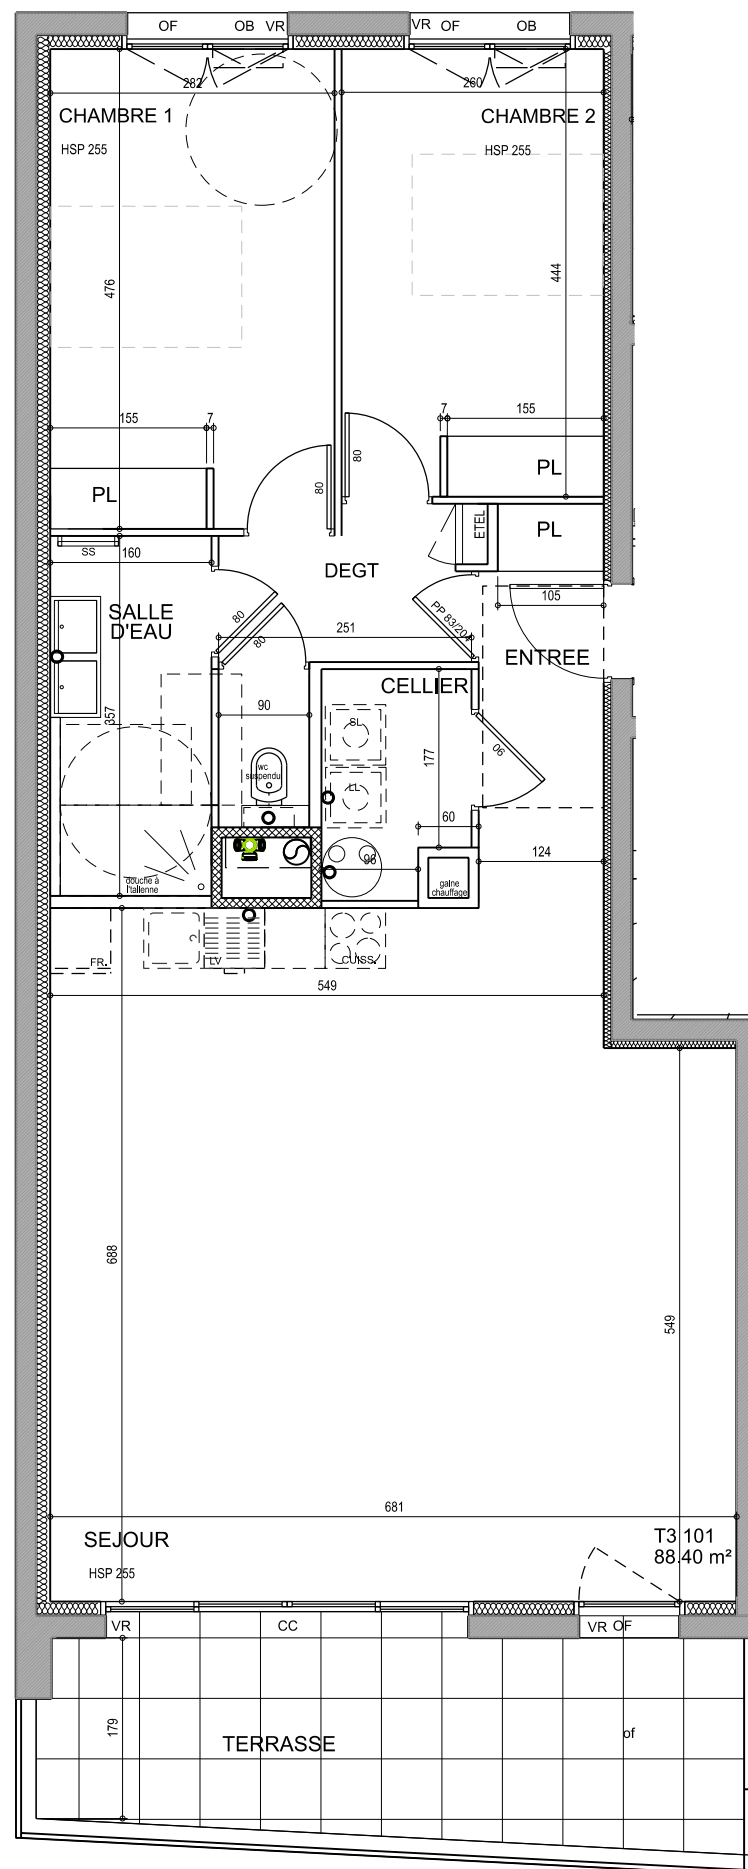 OF OB VR VR OF OB
282 260
CHAMBRE 1 CHAMBRE 2
HSP 255 HSP 255
476 444
155 7 7 155
80 80
PL PL
ETEL PL
SS 160 DEGT
105
SALLE
D'EAU
80 80 PP 83/204
251 ENTREE
CELLIER
357 90 SL 177 90
wc
suspendu
LL
60
96 124
douche à
l'italienne
gaine
chauffage
FR. LV CUISS.
549
688 549
681
SEJOUR T3 101
88.40 m²
HSP 255
VR CC VR OF
179 TERRASSE of